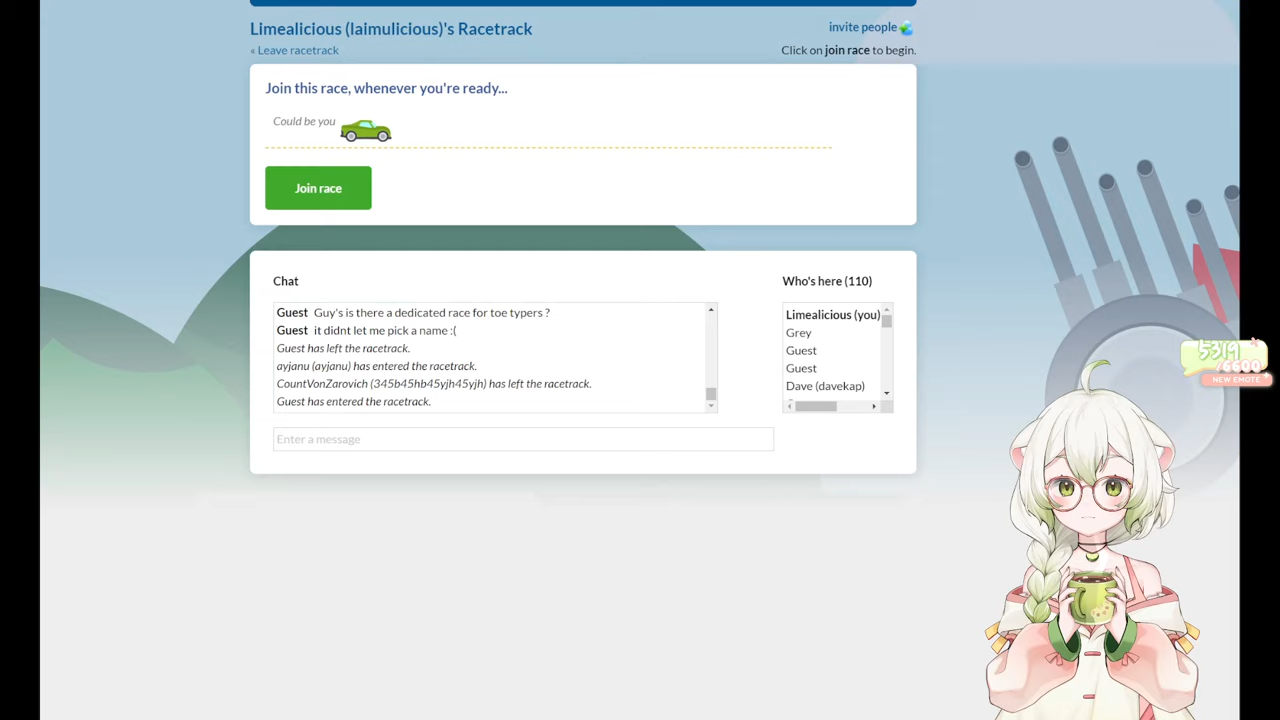 Limealicious (laimulicious)'s Racetrack
invite people
« Leave racetrack
Click on join race to begin.
Join this race, whenever you're ready...
Could be you
Join race
Chat
Guest Guy's is there a dedicated race for toe typers ?
Guest it didnt let me pick a name :(
Guest has left the racetrack.
ayjanu (ayjanu) has entered the racetrack.
CountVonZarovich (345b45hb45yjh45yjh) has left the racetrack.
Guest has entered the racetrack.
Enter a message
Who's here (110)
Limealicious (you)
Grey
Guest
Guest
Dave (davekap)
5319
/6600
NEW EMOTE